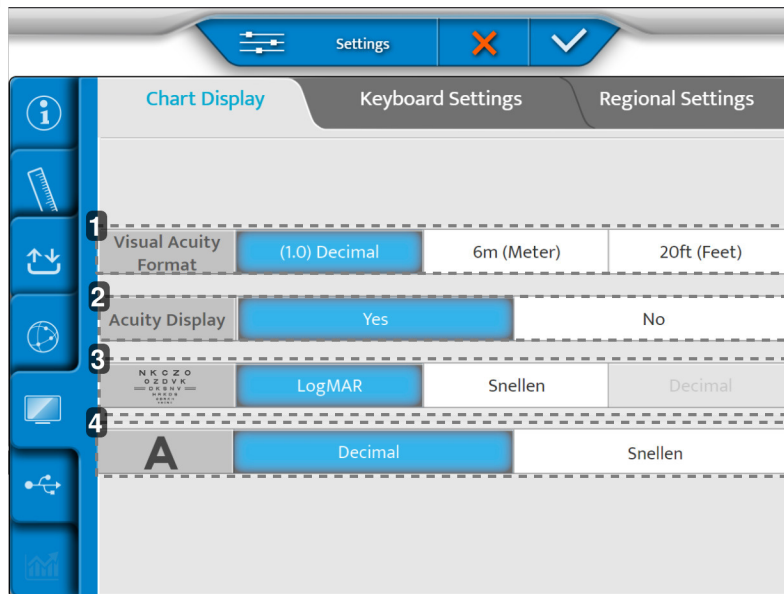 Settings
Chart Display Keyboard Settings Regional Settings
1
Visual Acuity
Format
(1.0) Decimal 6m (Meter) 20ft (Feet)
2
Acuity Display Yes No
3
N K C Z O
O Z D V K
LogMAR Snellen Decimal
4
A Decimal Snellen